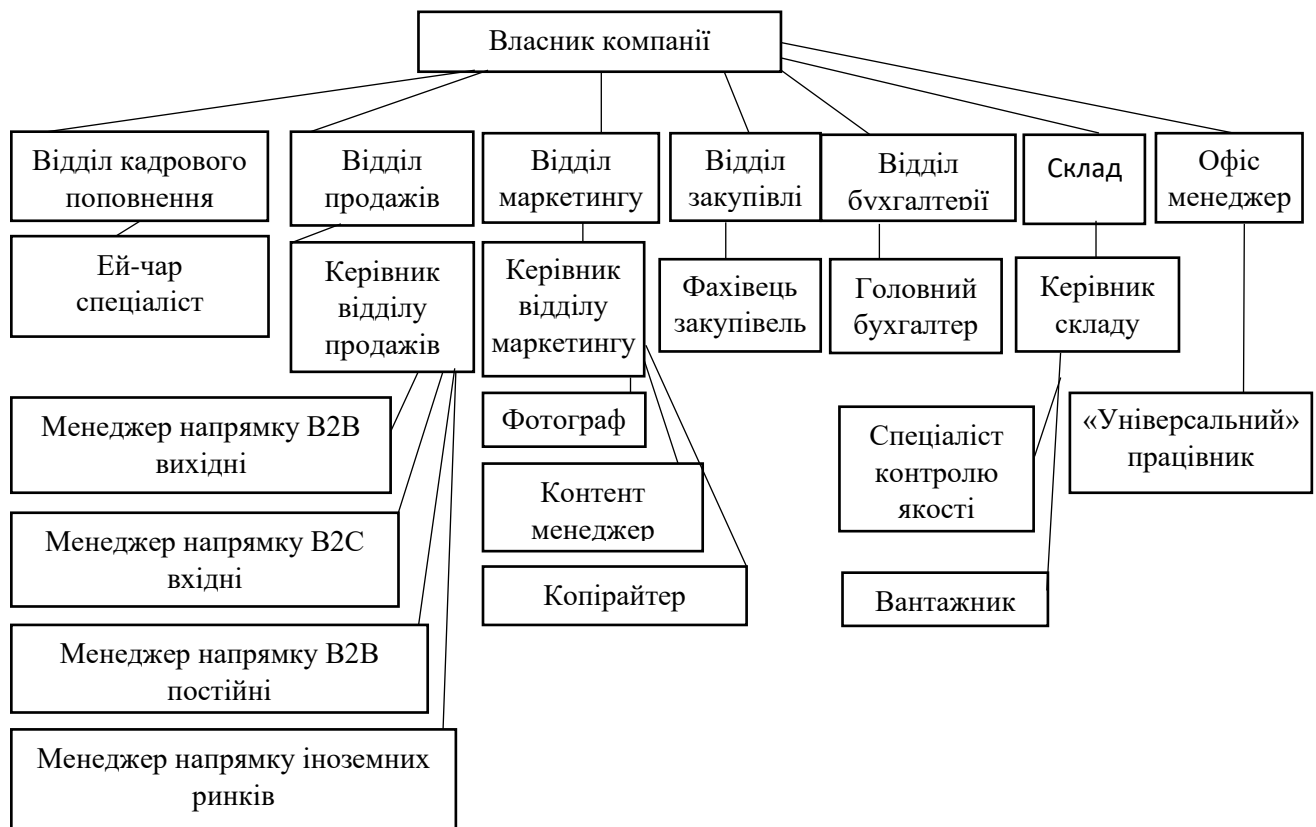 Власник компанії
Відділ кадрового
поповнення
Відділ
продажів
Відділ
маркетингу
Відділ
закупівлі
Відділ
бухгалтерії
Склад
Офіс
менеджер
Ей-чар
спеціаліст
Керівник
відділу
продажів
Керівник
відділу
маркетингу
Фахівець
закупівель
Головний
бухгалтер
Керівник
складу
Менеджер напрямку B2B
вихідні
Фотограф
Спеціаліст
контролю
якості
«Універсальний»
працівник
Контент
менеджер
Менеджер напрямку B2C
вхідні
Копірайтер
Вантажник
Менеджер напрямку B2B
постійні
Менеджер напрямку іноземних
ринків